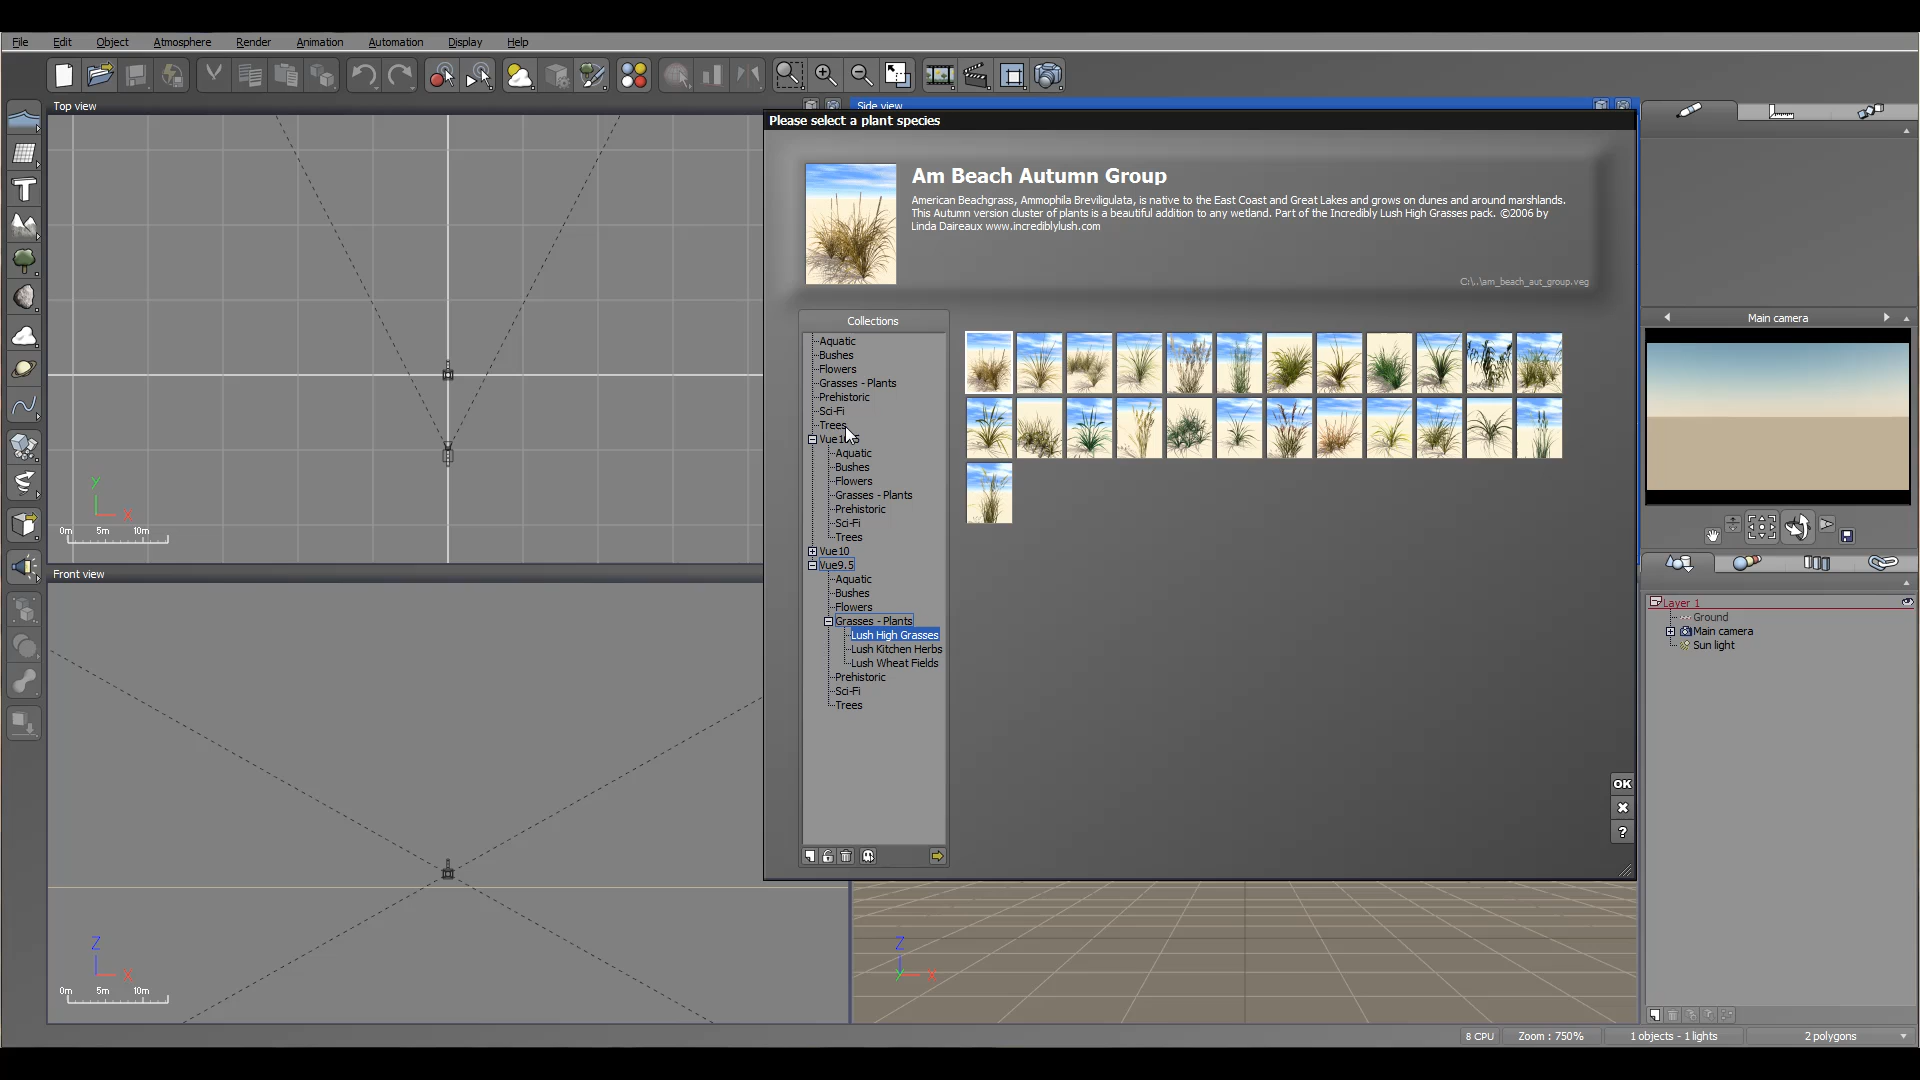 File Edit Object Atmosphere Render Animation Automation Display Help
Top view
Side view
Please select a plant species
Am Beach Autumn Group
American Beachgrass, Ammophila Breviligulata, is native to the East Coast and Great Lakes and grows on dunes and around marshlands.
This Autumn version cluster of plants is a beautiful addition to any wetland. Part of the Incredibly Lush High Grasses pack. ©2006 by
Linda Daireaux www.incrediblylush.com
C:\..\am_beach_aut_group.veg
Collections
Aquatic
Bushes
Flowers
Grasses - Plants
Prehistoric
Sci-Fi
Trees
Aquatic
Bushes
Flowers
Grasses - Plants
Prehistoric
Sci-Fi
Trees
Vue10
Vue9.5
Aquatic
Bushes
Flowers
Grasses - Plants
Lush High Grasses
Lush Kitchen Herbs
Lush Wheat Fields
Prehistoric
Sci-Fi
Trees
OK
?
Main camera
Layer 1
Ground
Main camera
Sun light
Y
X
0m 5m 10m
Front view
Z
X
0m 5m 10m
Z
Y
X
8 CPU
Zoom : 750%
1 objects - 1 lights
2 polygons